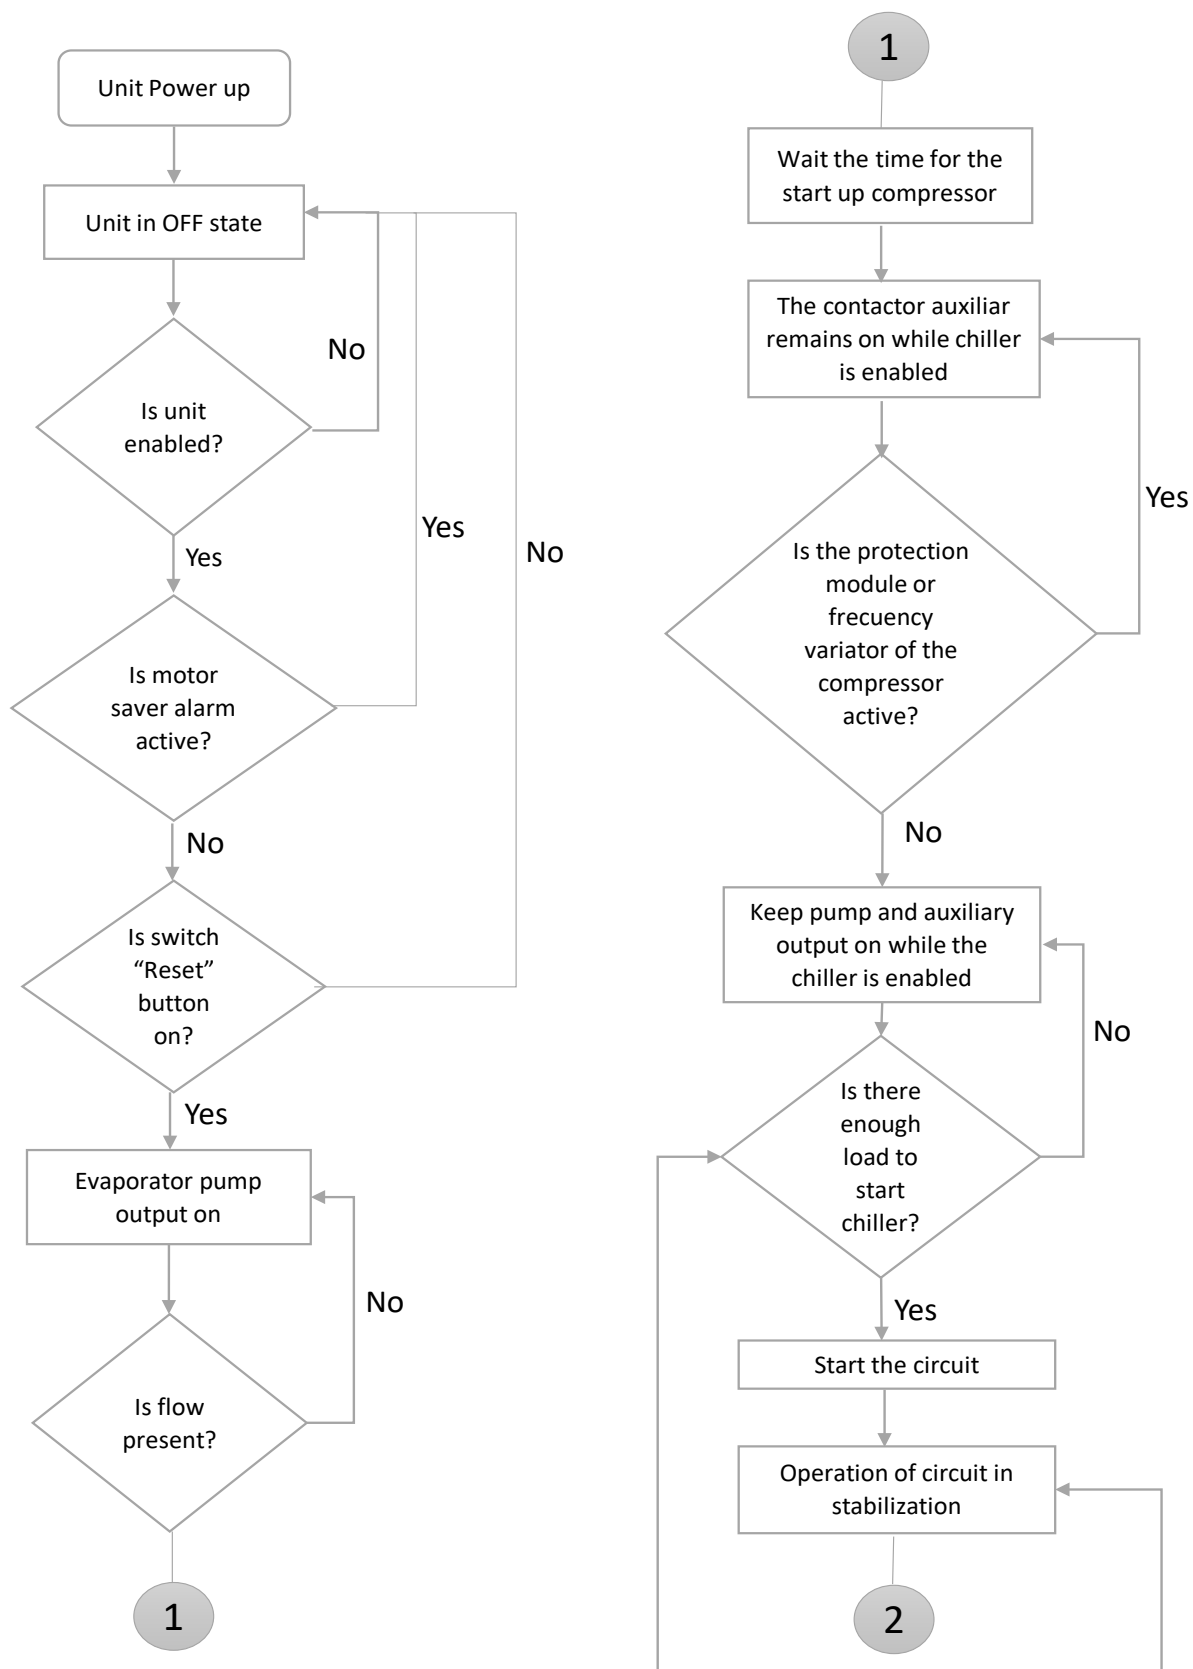 Unit Power up
Unit in OFF state
No
Is unit
enabled?
Yes
Yes
No
Is motor
saver alarm
active?
No
Is switch
“Reset”
button
on?
Yes
Evaporator pump
output on
No
Is flow
present?
1
1
Wait the time for the
start up compressor
The contactor auxiliar
remains on while chiller
is enabled
Yes
Is the protection
module or
frecuency
variator of the
compressor
active?
No
Keep pump and auxiliary
output on while the
chiller is enabled
No
Is there
enough
load to
start
chiller?
Yes
Start the circuit
Operation of circuit in
stabilization
2